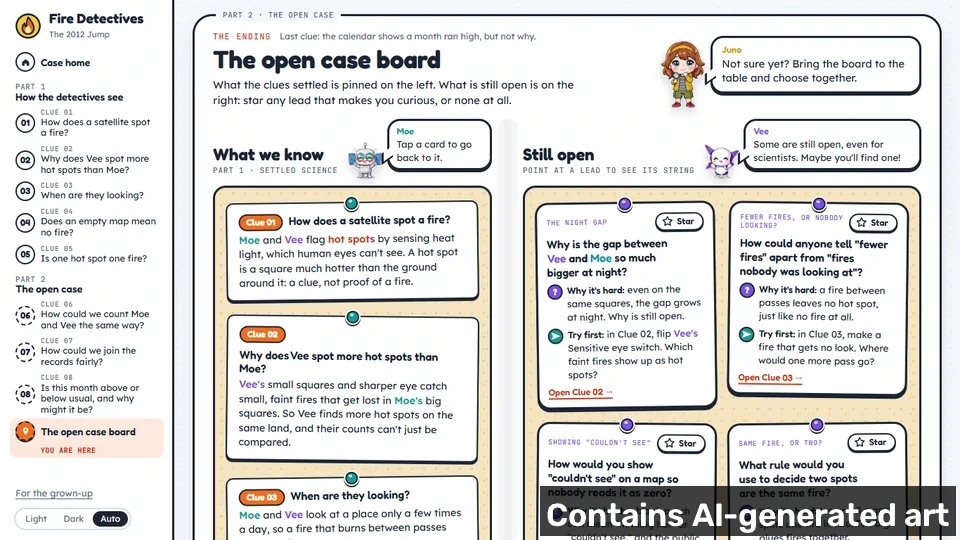 Fire Detectives
The 2012 Jump
Case home
PART 1
How the detectives see
CLUE 01
01
How does a satellite spot
a fire?
CLUE 02
02
Why does Vee spot more
hot spots than Moe?
CLUE 03
03
When are they looking?
CLUE 04
04
Does an empty map mean
no fire?
CLUE 05
05
Is one hot spot one fire?
PART 2
The open case
CLUE 06
06
How could we count Moe
and Vee the same way?
CLUE 07
07
How could we join the
records fairly?
CLUE 08
08
Is this month above or
below usual, and why
might it be?
The open case board
YOU ARE HERE
For the grown-up
Light Dark Auto
PART 2 · THE OPEN CASE
THE ENDING Last clue: the calendar shows a month ran high, but not why.
The open case board
What the clues settled is pinned on the left. What is still open is on the
right: star any lead that makes you curious, or none at all.
Juno
Not sure yet? Bring the board to the
table and choose together.
What we know
PART 1 · SETTLED SCIENCE
Moe
Tap a card to go
back to it.
Clue 01 How does a satellite spot a fire?
Moe and Vee flag hot spots by sensing heat
light, which human eyes can't see. A hot spot
is a square much hotter than the ground
around it: a clue, not proof of a fire.
Clue 02
Why does Vee spot more hot spots than
Moe?
Vee's small squares and sharper eye catch
small, faint fires that get lost in Moe's big
squares. So Vee finds more hot spots on the
same land, and their counts can't just be
compared.
Clue 03 When are they looking?
Moe and Vee look at a place only a few times
a day, so a fire that burns between passes
Still open
POINT AT A LEAD TO SEE ITS STRING
Vee
Some are still open, even for
scientists. Maybe you'll find one!
THE NIGHT GAP
Star
Why is the gap between
Vee and Moe so much
bigger at night?
? Why it's hard: even on the
same squares, the gap grows
at night. Why is still open.
Try first: in Clue 02, flip Vee's
Sensitive eye switch. Which
faint fires show up as hot
spots?
Open Clue 02 →
FEWER FIRES, OR NOBODY
LOOKING?
Star
How could anyone tell "fewer
fires" apart from "fires
nobody was looking at"?
? Why it's hard: a fire between
passes leaves no hot spot,
just like no fire at all.
Try first: in Clue 03, make a
fire that gets no look. Where
would one more pass go?
Open Clue 03 →
SHOWING "COULDN'T SEE"
Star
How would you show
"couldn't see" on a map so
nobody reads it as zero?
"couldn't see," and the public
SAME FIRE, OR TWO?
Star
What rule would you
use to decide two spots
are the same fire?
glues fires together.
Contains AI-generated art